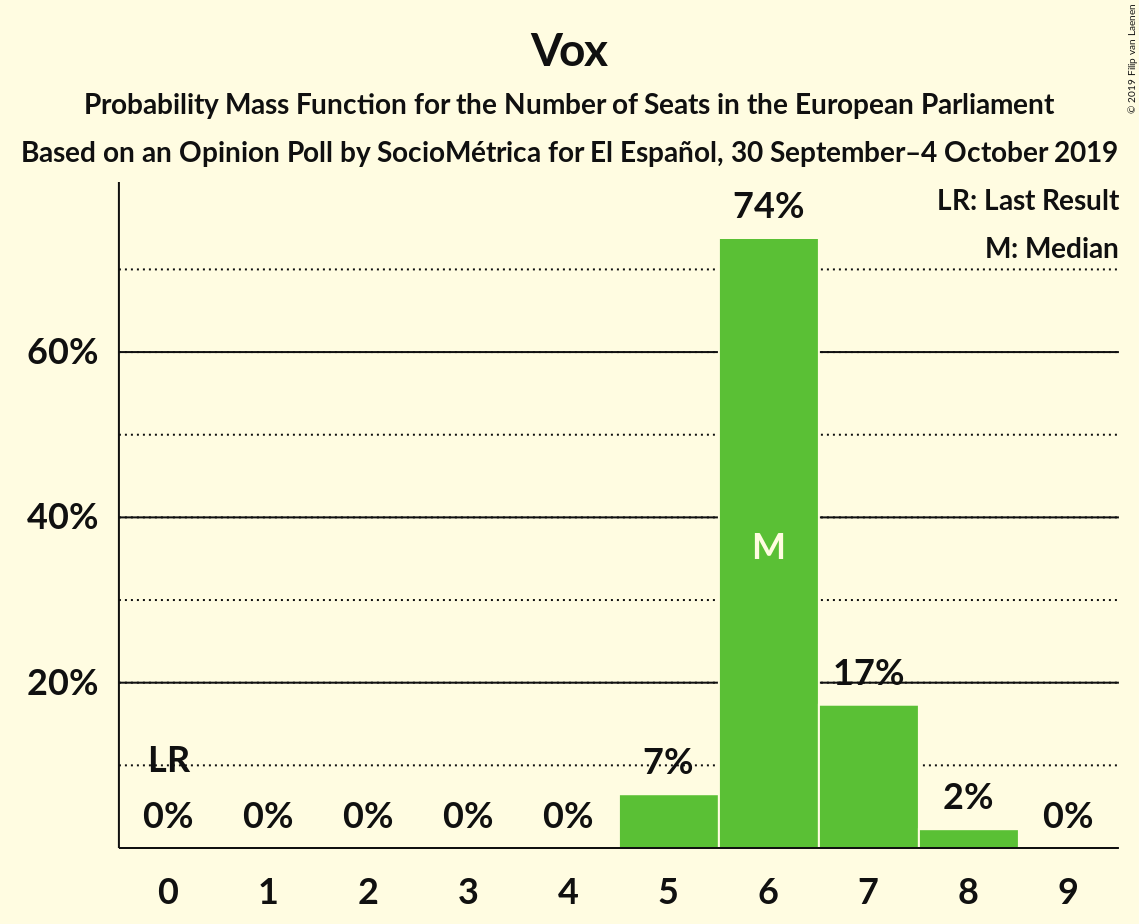 Vox
Probability Mass Function for the Number of Seats in the European Parliament
Based on an Opinion Poll by SocioMétrica for El Español, 30 September–4 October 2019
© 2019 Filip van Laenen
LR: Last Result
M: Median
74%
60%
40%
M
20%
17%
LR
7%
2%
0% 0% 0% 0% 0% 0%
0 1 2 3 4 5 6 7 8 9